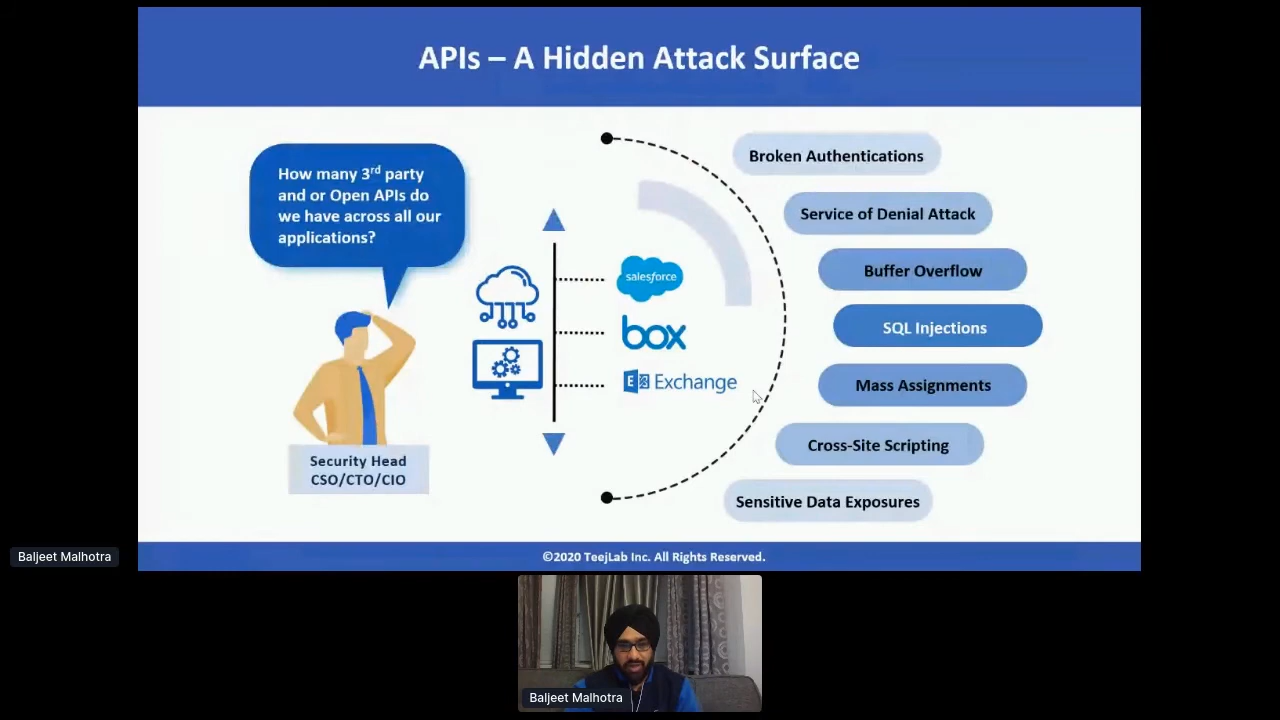 APIs – A Hidden Attack Surface
How many 3rd party
and or Open APIs do
we have across all our
applications?
Security Head
CSO/CTO/CIO
salesforce
box
E Exchange
Broken Authentications
Service of Denial Attack
Buffer Overflow
SQL Injections
Mass Assignments
Cross-Site Scripting
Sensitive Data Exposures
©2020 TeejLab Inc. All Rights Reserved.
Baljeet Malhotra
Baljeet Malhotra